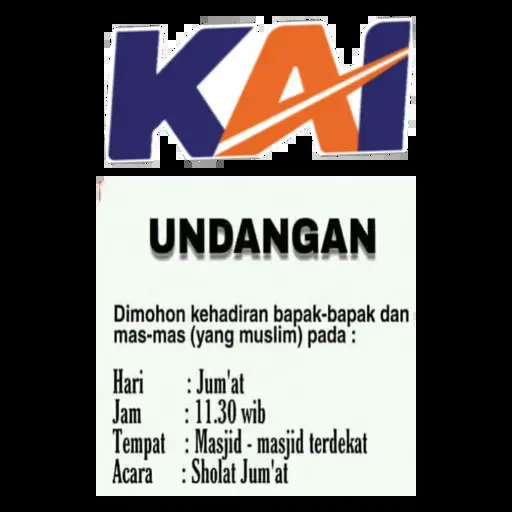 KAI
UNDANGAN
Dimohon kehadiran bapak-bapak dan
mas-mas (yang muslim) pada :
Hari : Jum'at
Jam : 11.30 wib
Tempat : Masjid - masjid terdekat
Acara : Sholat Jum'at